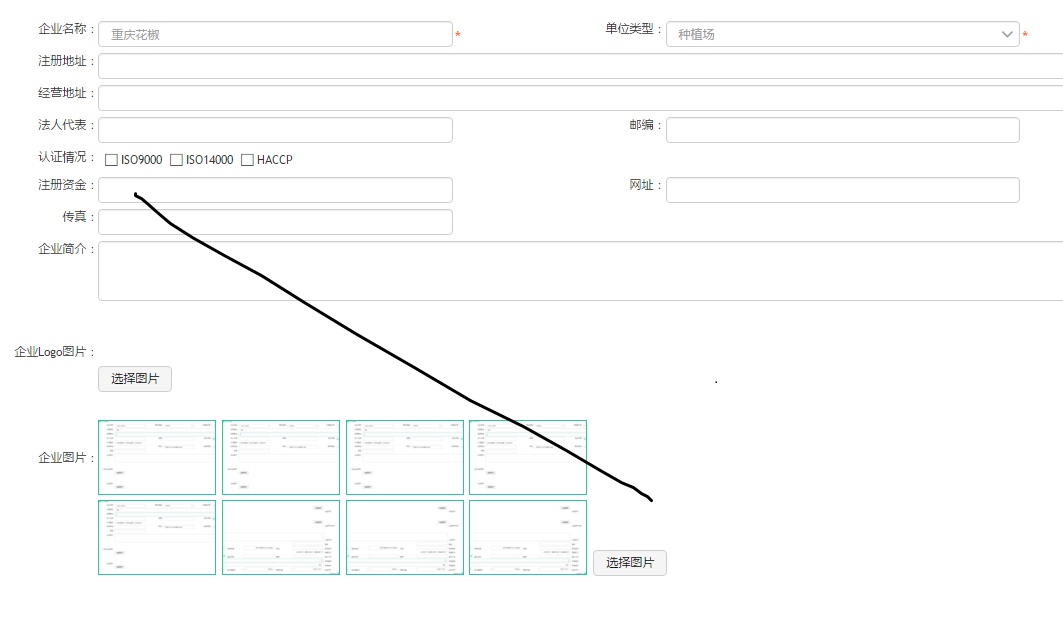 企业名称： 重庆花椒 * 单位类型： 种植场 *
注册地址：
经营地址：
法人代表： 邮编：
认证情况： ISO9000 ISO14000 HACCP
注册资金： 网址：
传真：
企业简介：
企业Logo图片：
选择图片
企业图片：
选择图片